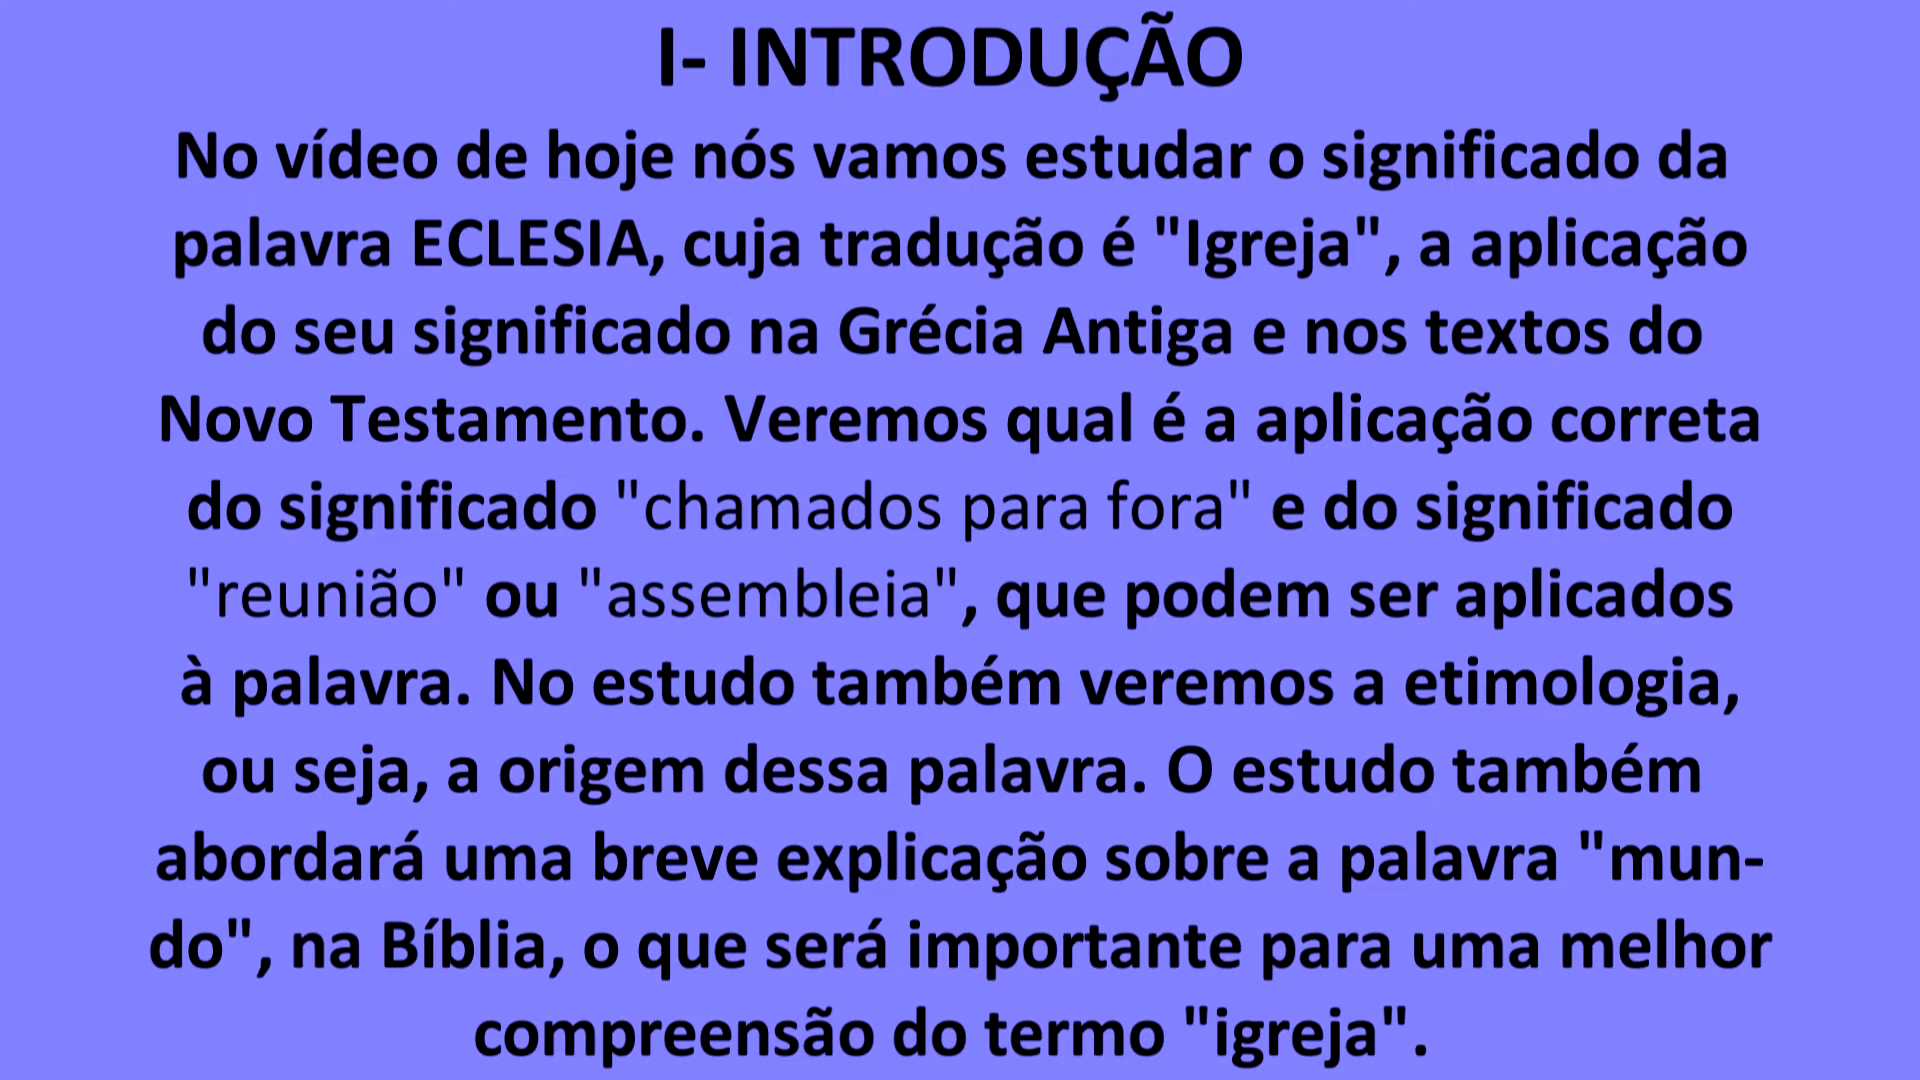 I- INTRODUÇÃO
No vídeo de hoje nós vamos estudar o significado da
palavra ECLESIA, cuja tradução é "Igreja", a aplicação
do seu significado na Grécia Antiga e nos textos do
Novo Testamento. Veremos qual é a aplicação correta
do significado "chamados para fora" e do significado
"reunião" ou "assembleia", que podem ser aplicados
à palavra. No estudo também veremos a etimologia,
ou seja, a origem dessa palavra. O estudo também
abordará uma breve explicação sobre a palavra "mun-
do", na Bíblia, o que será importante para uma melhor
compreensão do termo "igreja".